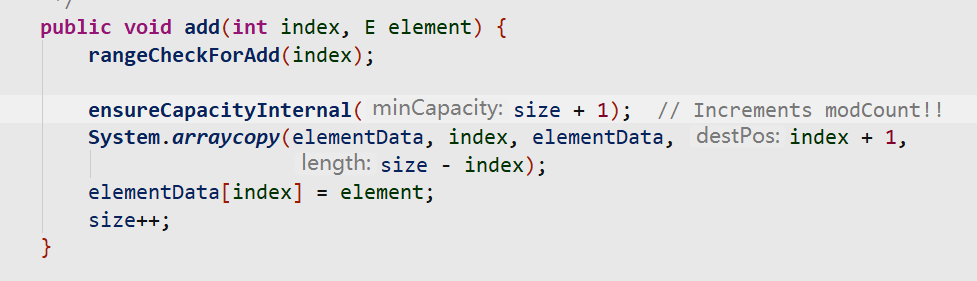 */
public void add(int index, E element) {
rangeCheckForAdd(index);
ensureCapacityInternal( minCapacity: size + 1);  // Increments modCount!!
System.arraycopy(elementData, index, elementData, destPos: index + 1,
length: size - index);
elementData[index] = element;
size++;
}